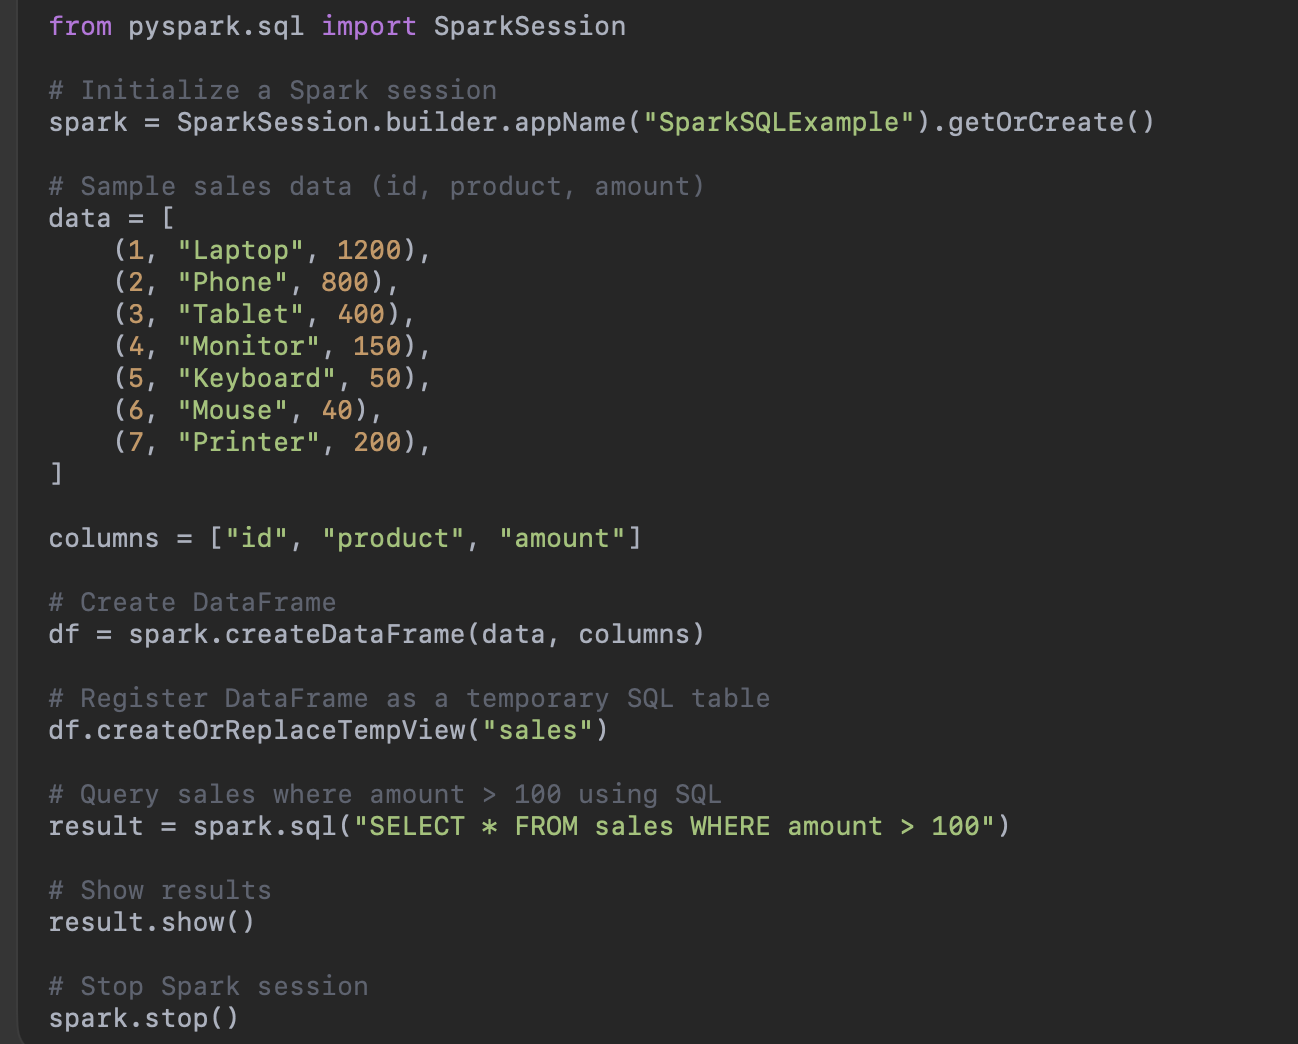 from pyspark.sql import SparkSession
# Initialize a Spark session
spark = SparkSession.builder.appName("SparkSQLExample").getOrCreate()
# Sample sales data (id, product, amount)
data = [
    (1, "Laptop", 1200),
    (2, "Phone", 800),
    (3, "Tablet", 400),
    (4, "Monitor", 150),
    (5, "Keyboard", 50),
    (6, "Mouse", 40),
    (7, "Printer", 200),
]
columns = ["id", "product", "amount"]
# Create DataFrame
df = spark.createDataFrame(data, columns)
# Register DataFrame as a temporary SQL table
df.createOrReplaceTempView("sales")
# Query sales where amount > 100 using SQL
result = spark.sql("SELECT * FROM sales WHERE amount > 100")
# Show results
result.show()
# Stop Spark session
spark.stop()